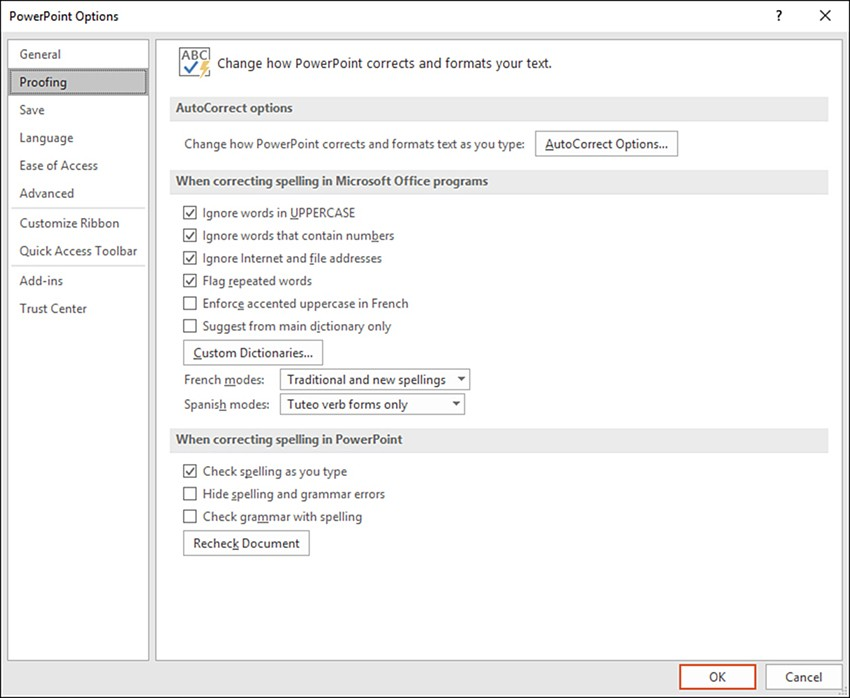 PowerPoint Options
?
General
Proofing
Save
Language
Ease of Access
Advanced
Customize Ribbon
Quick Access Toolbar
Add-ins
Trust Center
ABC
Change how PowerPoint corrects and formats your text.
AutoCorrect options
Change how PowerPoint corrects and formats text as you type: AutoCorrect Options...
When correcting spelling in Microsoft Office programs
Ignore words in UPPERCASE
Ignore words that contain numbers
Ignore Internet and file addresses
Flag repeated words
Enforce accented uppercase in French
Suggest from main dictionary only
Custom Dictionaries...
French modes: Traditional and new spellings
Spanish modes: Tuteo verb forms only
When correcting spelling in PowerPoint
Check spelling as you type
Hide spelling and grammar errors
Check grammar with spelling
Recheck Document
OK Cancel